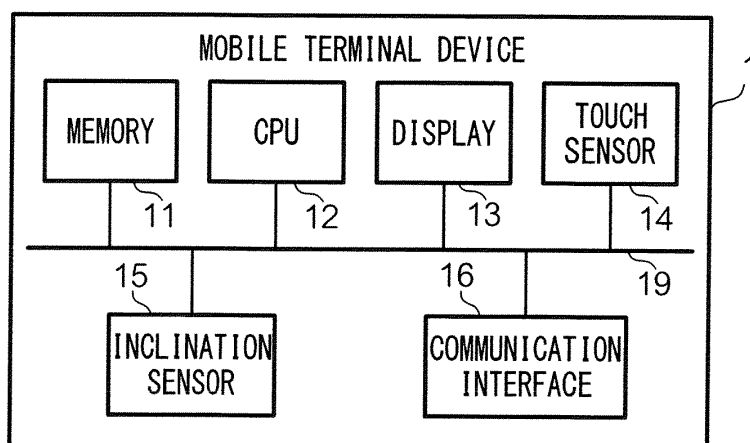 MOBILE TERMINAL DEVICE
MEMORY
CPU
DISPLAY
TOUCH
SENSOR
11
12
13
14
15
16
19
INCLINATION
SENSOR
COMMUNICATION
INTERFACE